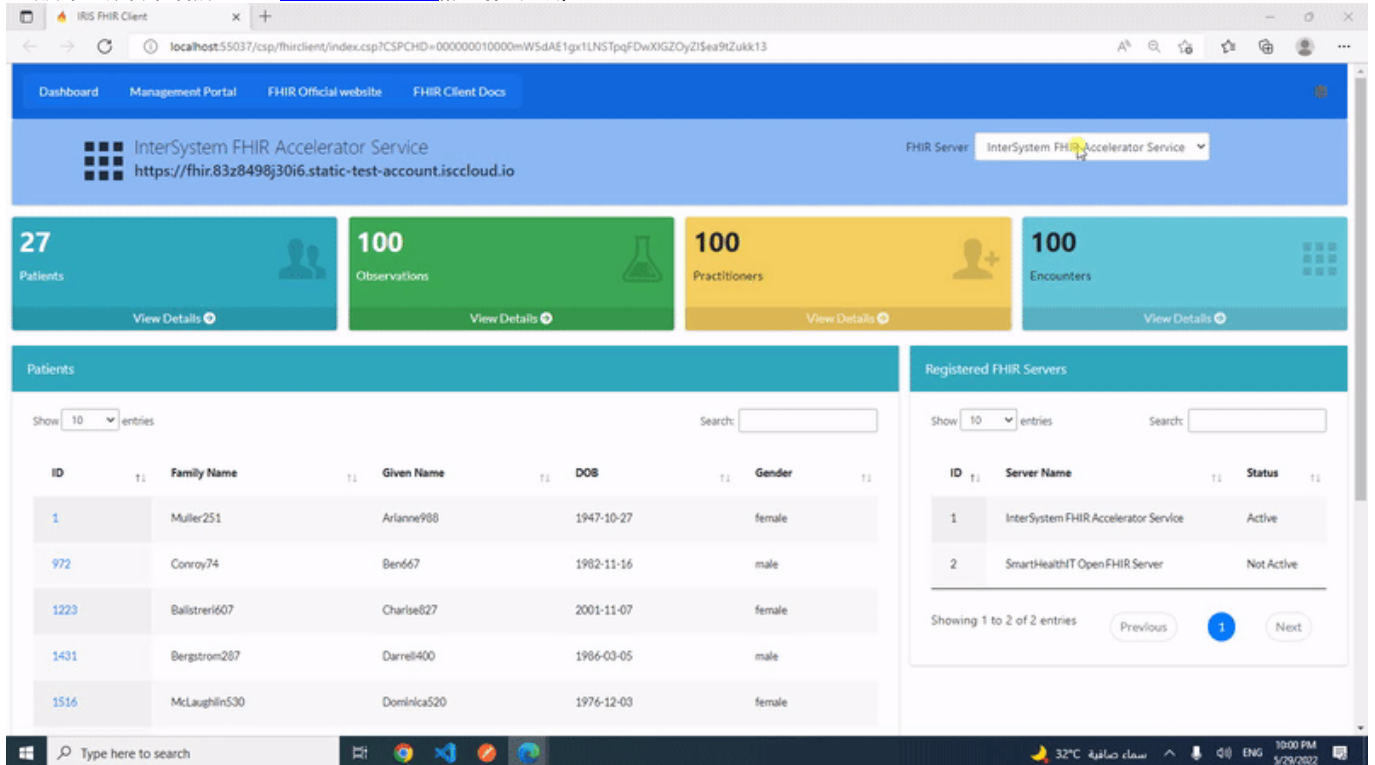 IRIS FHIR Client
localhost:55037/csp/fhirclient/index.csp?CSPCHD=
Dashboard Management Portal FHIR Official website FHIR Client Docs
InterSystem FHIR Accelerator Service
https://fhir.83z8498j30i6.static-test-account.isccloud.io
FHIR Server InterSystem FHIR Accelerator Service
27
Patients
View Details
100
Observations
View Details
100
Practitioners
View Details
100
Encounters
View Details
Patients
Show 10 entries Search:
ID Family Name Given Name DOB Gender
1 Muller251 Arianne988 1947-10-27 female
972 Conroy74 Ben667 1982-11-16 male
1223 Balistreri607 Charise827 2001-11-07 female
1431 Bergstrom287 Darrell400 1986-03-05 male
1516 McLaughlin530 Dominica520 1976-12-03 female
Registered FHIR Servers
Show 10 entries Search:
ID Server Name Status
1 InterSystem FHIR Accelerator Service Active
2 SmartHealthIT Open FHIR Server Not Active
Showing 1 to 2 of 2 entries Previous 1 Next
Type here to search
32°C سماء صافية ENG 10:00 PM
5/29/2022